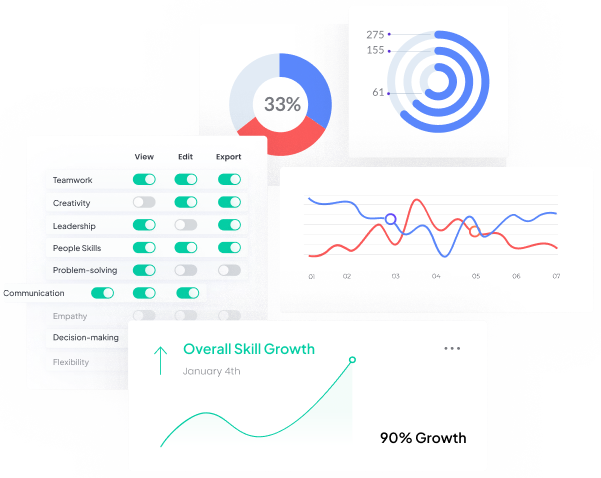 275
155
61
33%
View Edit Export
Teamwork
Creativity
Leadership
People Skills
Problem-solving
Communication
Empathy
Decision-making
Flexibility
02 03 04 05 06 07
Overall Skill Growth
January 4th
90% Growth